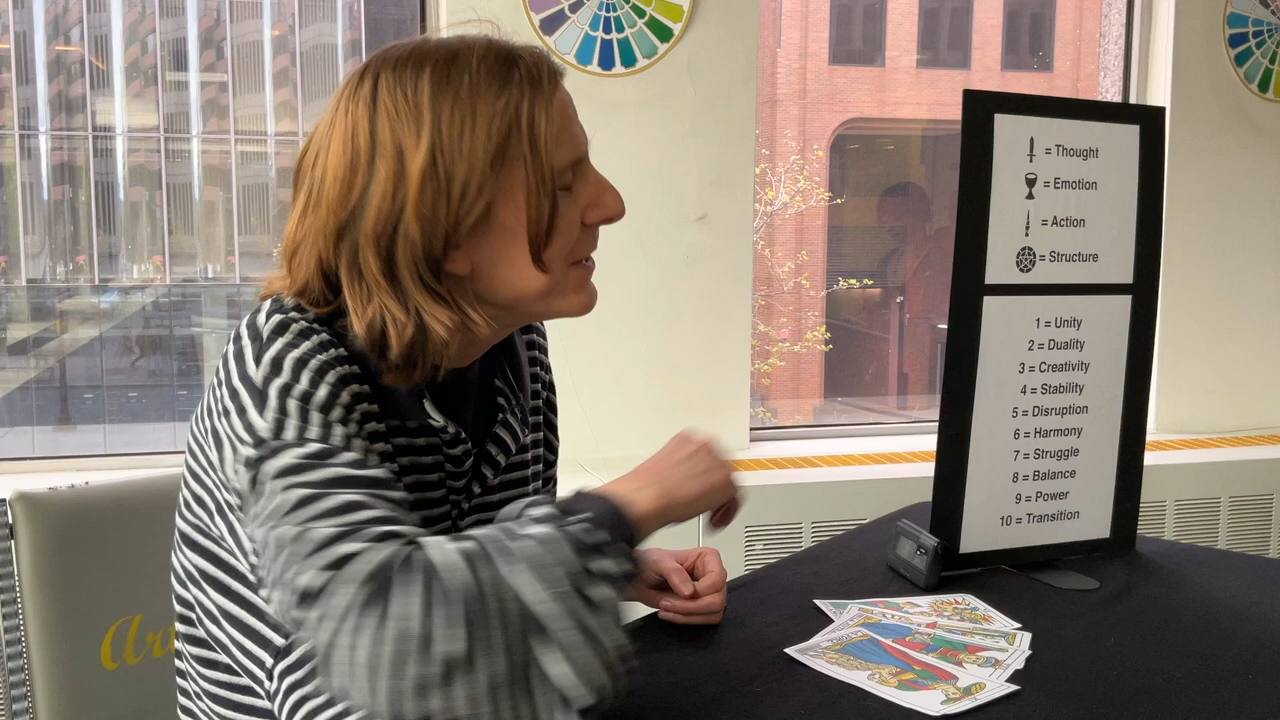 = Thought
= Emotion
= Action
= Structure
1 = Unity
2 = Duality
3 = Creativity
4 = Stability
5 = Disruption
6 = Harmony
7 = Struggle
8 = Balance
9 = Power
10 = Transition
Art